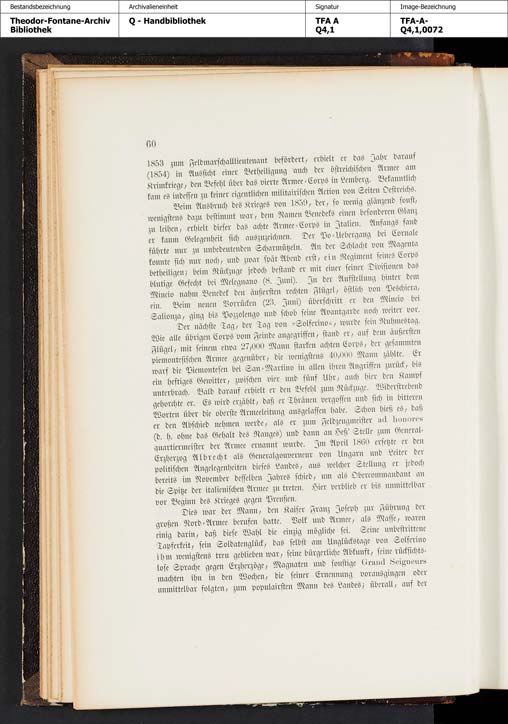 Bestandsbezeichnung
Archivalieneinheit
Signatur
Image-Bezeichnung
Theodor-Fontane-Archiv
Bibliothek
Q - Handbibliothek
TFA A
Q4,1
TFA-A-
Q4,1,0072
60
1853 zum Feldmarschalllieutenant befördert, erhielt er das Jahr darauf
(1854) in Aussicht einer Betheiligung auch der östreichischen Armee am
Krimkriege, den Befehl über das vierte Armee-Corps in Lemberg. Bekanntlich
kam es indessen zu keiner eigentlichen militairischen Action von Seiten Oestreichs.
Beim Ausbruch des Krieges von 1859, der, so wenig glänzend sonst,
wenigstens dazu bestimmt war, dem Namen Benedeks einen besonderen Glanz
zu leihen, erhielt dieser das achte Armee-Corps in Italien. Anfangs fand
er kaum Gelegenheit sich auszuzeichnen. Der Po-Uebergang bei Cornale
führte nur zu unbedeutenden Scharmützeln. An der Schlacht von Magenta
konnte sich nur noch, und zwar spät Abend erst, ein Regiment seines Corps
betheiligen; beim Rückzuge jedoch bestand er mit einer seiner Divisionen das
blutige Gefecht bei Melegnano (8. Juni). In der Aufstellung hinter dem
Mincio nahm Benedek den äußersten rechten Flügel, östlich von Peschiera,
ein. Beim neuen Vorrücken (23. Juni) überschritt er den Mincio bei
Salionza, ging bis Pozzolengo und schob seine Avantgarde noch weiter vor.
Der nächste Tag, der Tag von »Solferino«, wurde sein Ruhmestag.
Wie alle übrigen Corps vom Feinde angegriffen, stand er, auf dem äußersten
Flügel, mit seinem etwa 27,000 Mann starken achten Corps, der gesammten
piemontesischen Armee gegenüber, die wenigstens 40,000 Mann zählte. Er
warf die Piemontesen bei San-Martino in allen ihren Angriffen zurück, bis
ein heftiges Gewitter, zwischen vier und fünf Uhr, auch hier den Kampf
unterbrach. Bald darauf erhielt er den Befehl zum Rückzuge. Widerstrebend
gehorchte er. Es wird erzählt, daß er Thränen vergossen und sich in bitteren
Worten über die oberste Armeeleitung ausgelassen habe. Schon hieß es, daß
er den Abschied nehmen werde, als er zum Feldzeugmeister ad honores
(d. h. ohne das Gehalt des Ranges) und dann an Heß' Stelle zum General-
quartiermeister der Armee ernannt wurde. Im April 1860 ersetzte er den
Erzherzog Albrecht als Generalgouverneur von Ungarn und Leiter der
politischen Angelegenheiten dieses Landes, aus welcher Stellung er jedoch
bereits im November desselben Jahres schied, um als Obercommandant an
die Spitze der italienischen Armee zu treten. Hier verblieb er bis unmittelbar
vor Beginn des Krieges gegen Preußen.
Dies war der Mann, den Kaiser Franz Joseph zur Führung der
großen Nord-Armee berufen hatte. Volk und Armee, als Masse, waren
einig darin, daß diese Wahl die einzig mögliche sei. Seine unbestrittene
Tapferkeit, sein Soldatenglück, das selbst am Unglückstage von Solferino
ihm wenigstens treu geblieben war, seine bürgerliche Abkunft, seine rücksichts-
lose Sprache gegen Erzherzöge, Magnaten und sonstige Grand Seigneurs
machten ihn in den Wochen, die seiner Ernennung vorausgingen oder
unmittelbar folgten, zum populairsten Mann des Landes; überall, auf der